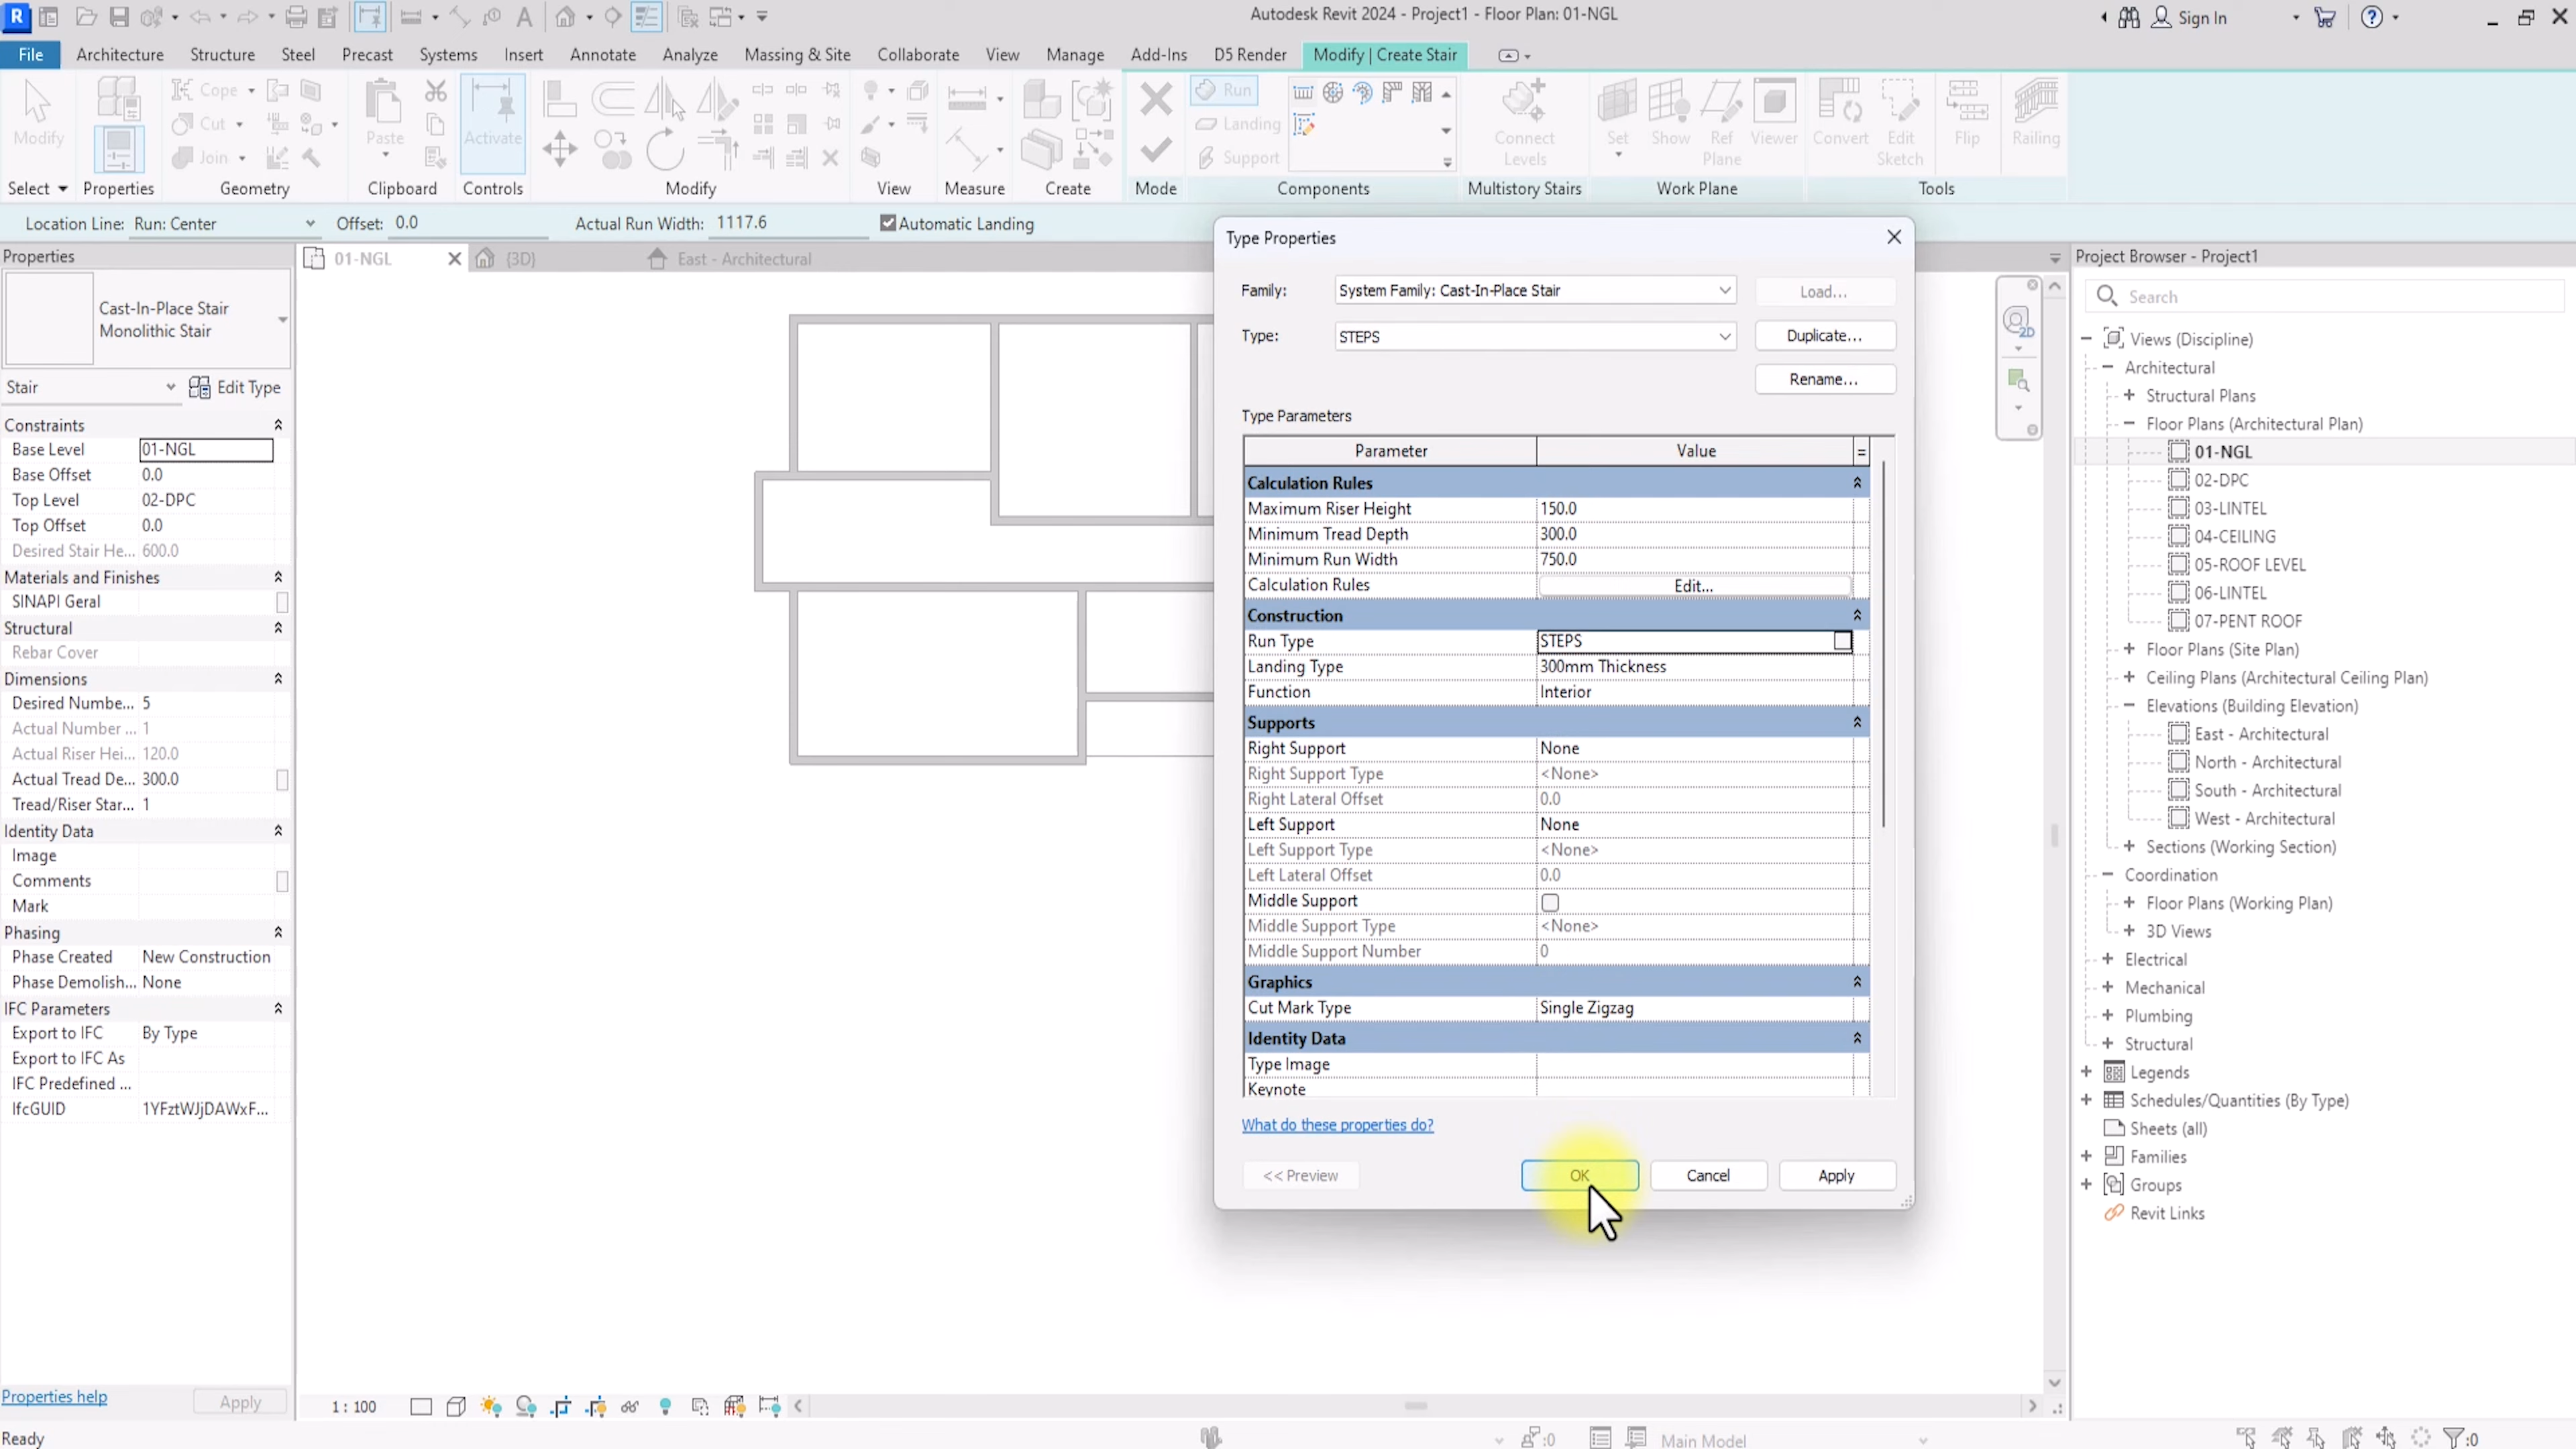 Autodesk Revit 2024 - Project1 - Floor Plan: 01-NGL
Sign In
File Architecture Structure Steel Precast Systems Insert Annotate Analyze Massing & Site Collaborate View Manage Add-Ins D5 Render Modify | Create Stair
Modify
Cope
Cut
Join
Paste
Activate
Run
Landing
Support
Connect Levels
Set
Show
Ref Plane
Viewer
Convert
Edit Sketch
Flip
Railing
Select Properties Geometry Clipboard Controls Modify View Measure Create Mode Components Multistory Stairs Work Plane Tools
Location Line: Run: Center Offset: 0.0 Actual Run Width: 1117.6 Automatic Landing
Properties
01-NGL {3D} East - Architectural
Cast-In-Place Stair
Monolithic Stair
Stair Edit Type
Constraints
Base Level 01-NGL
Base Offset 0.0
Top Level 02-DPC
Top Offset 0.0
Desired Stair He... 600.0
Materials and Finishes
SINAPI Geral
Structural
Rebar Cover
Dimensions
Desired Numbe... 5
Actual Number ... 1
Actual Riser Hei... 120.0
Actual Tread De... 300.0
Tread/Riser Star... 1
Identity Data
Image
Comments
Mark
Phasing
Phase Created New Construction
Phase Demolish... None
IFC Parameters
Export to IFC By Type
Export to IFC As
IFC Predefined ...
IfcGUID 1YFztWJjDAWxF...
Properties help Apply
Type Properties
Family: System Family: Cast-In-Place Stair Load...
Type: STEPS Duplicate...
Rename...
Type Parameters
Parameter Value =
Calculation Rules
Maximum Riser Height 150.0
Minimum Tread Depth 300.0
Minimum Run Width 750.0
Calculation Rules Edit...
Construction
Run Type STEPS
Landing Type 300mm Thickness
Function Interior
Supports
Right Support None
Right Support Type <None>
Right Lateral Offset 0.0
Left Support None
Left Support Type <None>
Left Lateral Offset 0.0
Middle Support
Middle Support Type <None>
Middle Support Number 0
Graphics
Cut Mark Type Single Zigzag
Identity Data
Type Image
Keynote
What do these properties do?
<< Preview OK Cancel Apply
2D
Project Browser - Project1
Search
Views (Discipline)
Architectural
Structural Plans
Floor Plans (Architectural Plan)
01-NGL
02-DPC
03-LINTEL
04-CEILING
05-ROOF LEVEL
06-LINTEL
07-PENT ROOF
Floor Plans (Site Plan)
Ceiling Plans (Architectural Ceiling Plan)
Elevations (Building Elevation)
East - Architectural
North - Architectural
South - Architectural
West - Architectural
Sections (Working Section)
Coordination
Floor Plans (Working Plan)
3D Views
Electrical
Mechanical
Plumbing
Structural
Legends
Schedules/Quantities (By Type)
Sheets (all)
Families
Groups
Revit Links
1 : 100
Ready
:0
Main Model
:0